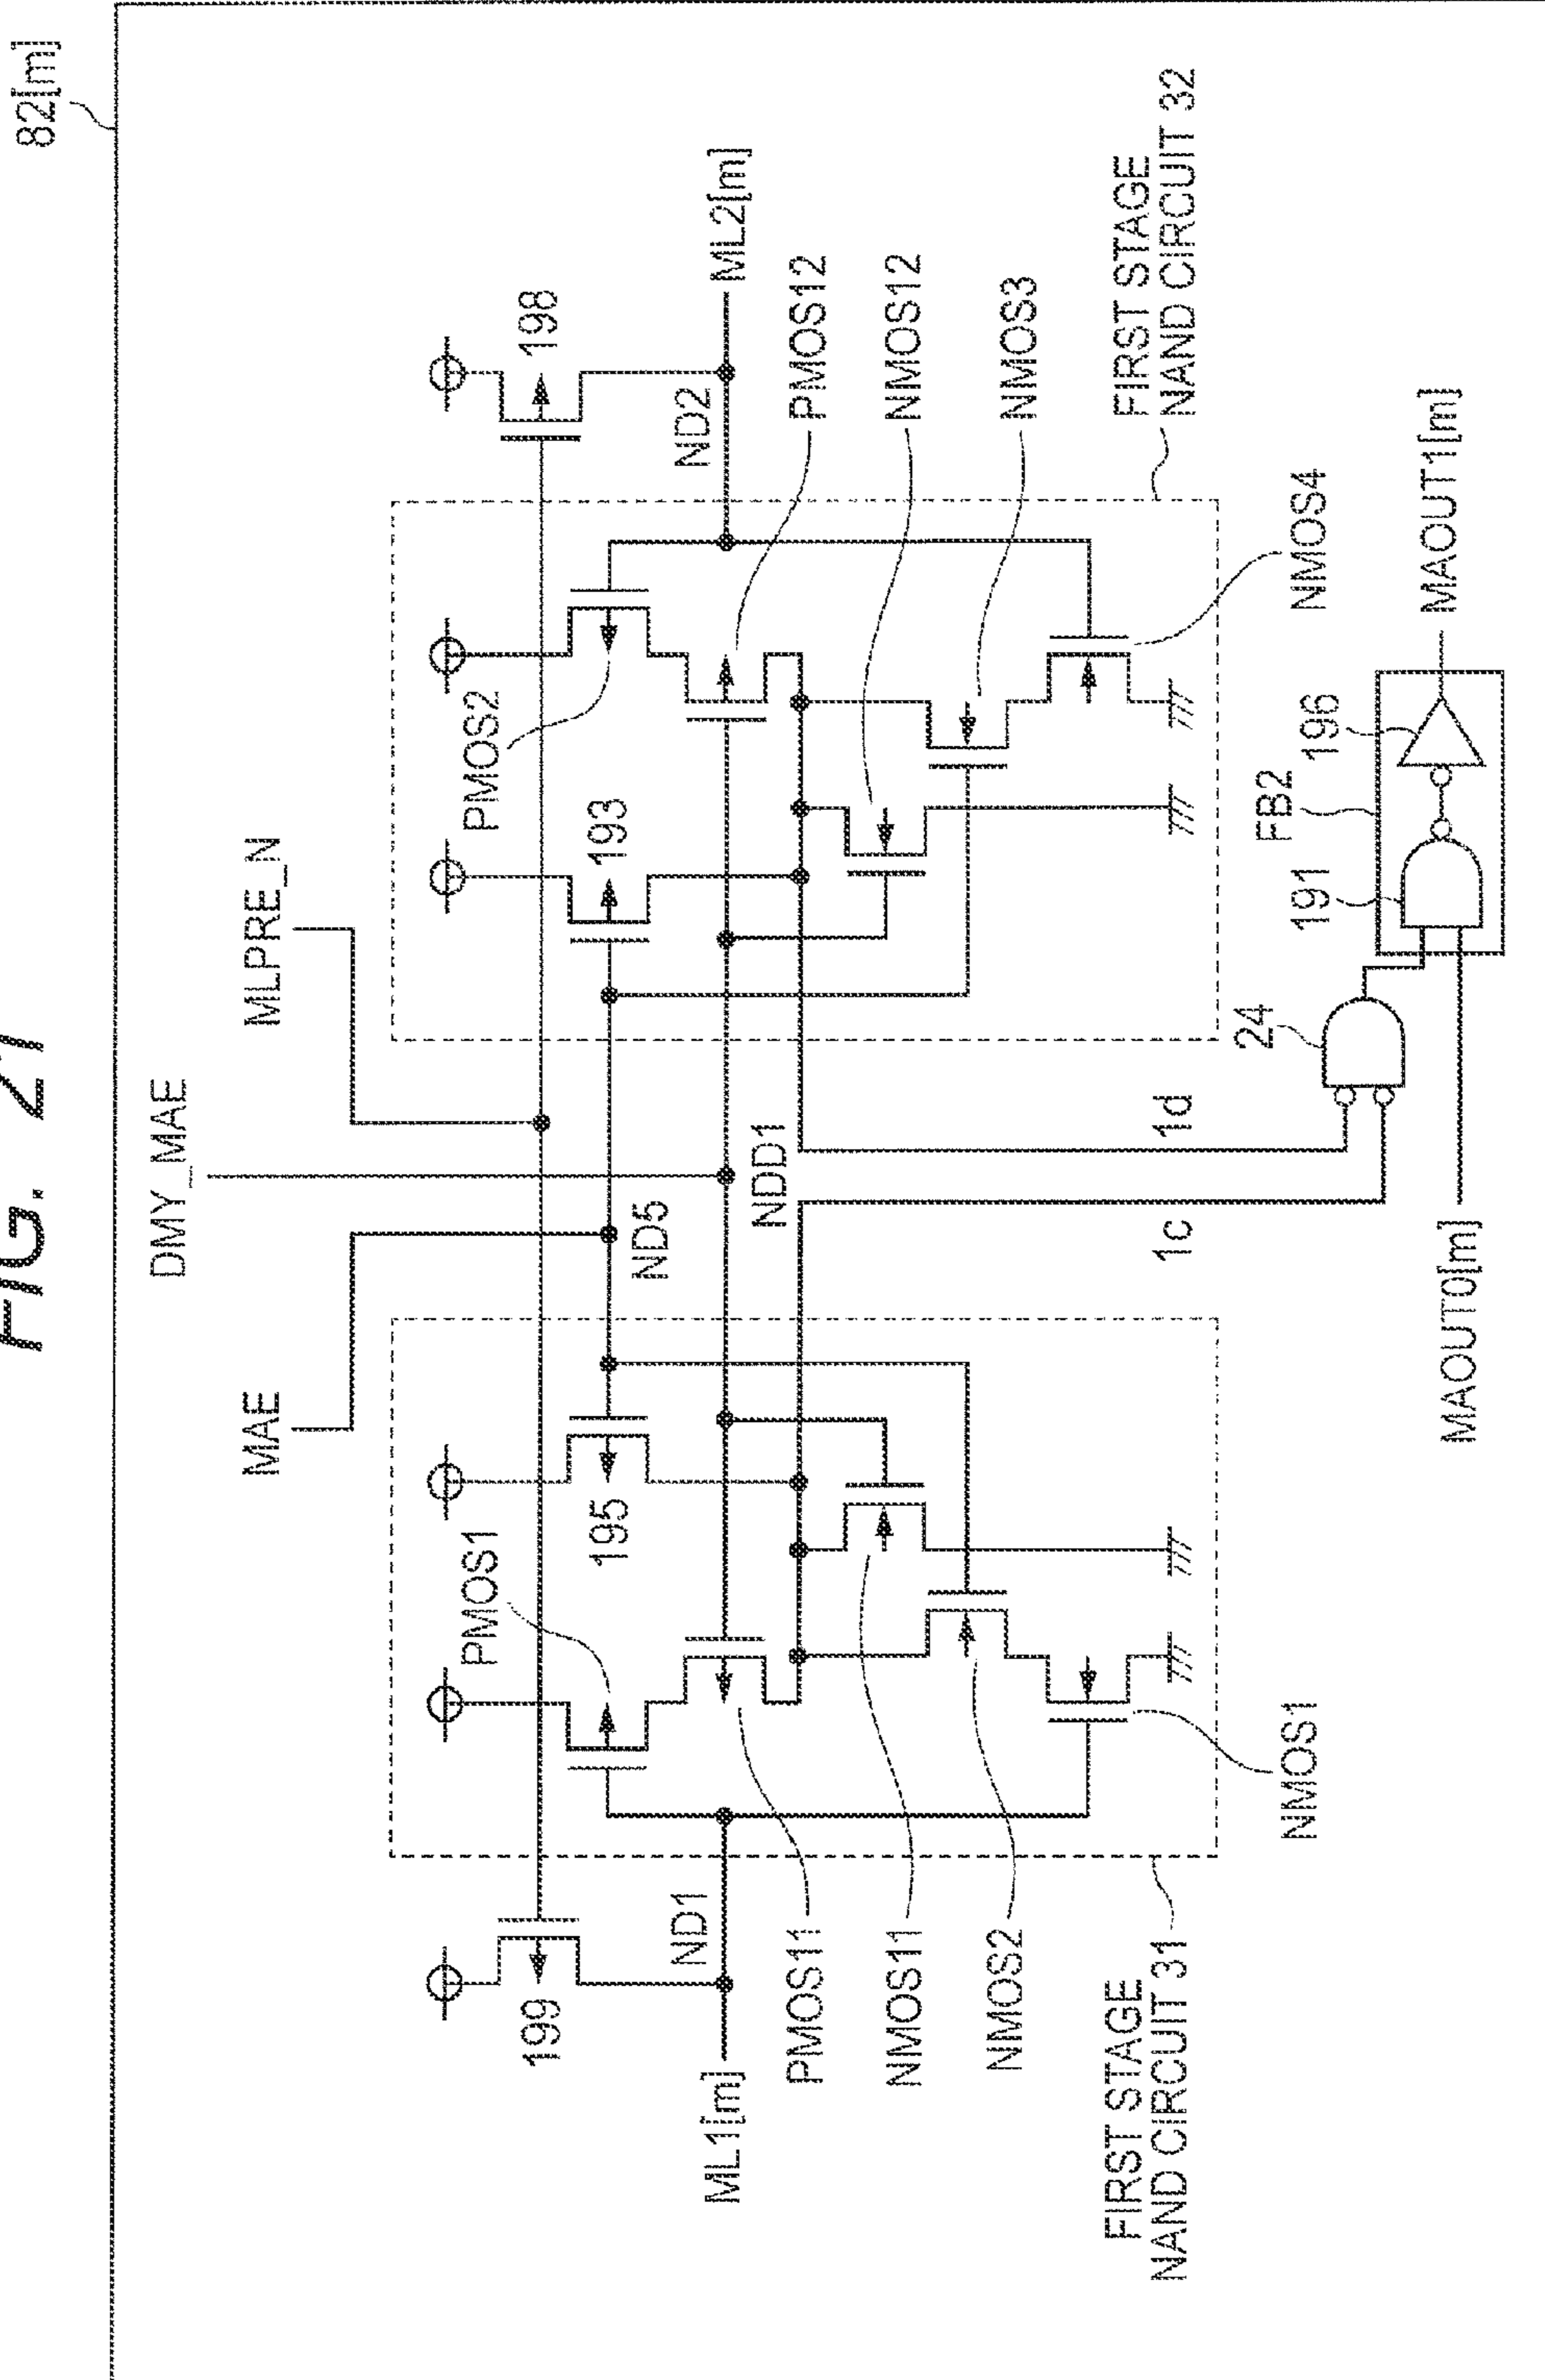 FIG. 21
82[m]
DMY_MAE
MAE
MLPRE_N
PMOS1
195
ND5
193
PMOS2
199
198
ND1
ND2
ML1[m]
ML2[m]
NDD1
PMOS11
PMOS12
NMOS11
NMOS12
NMOS2
NMOS3
FIRST STAGE
NAND CIRCUIT 31
FIRST STAGE
NAND CIRCUIT 32
1c
1d
NMOS1
NMOS4
24
FB2
191
196
MAOUT0[m]
MAOUT1[m]